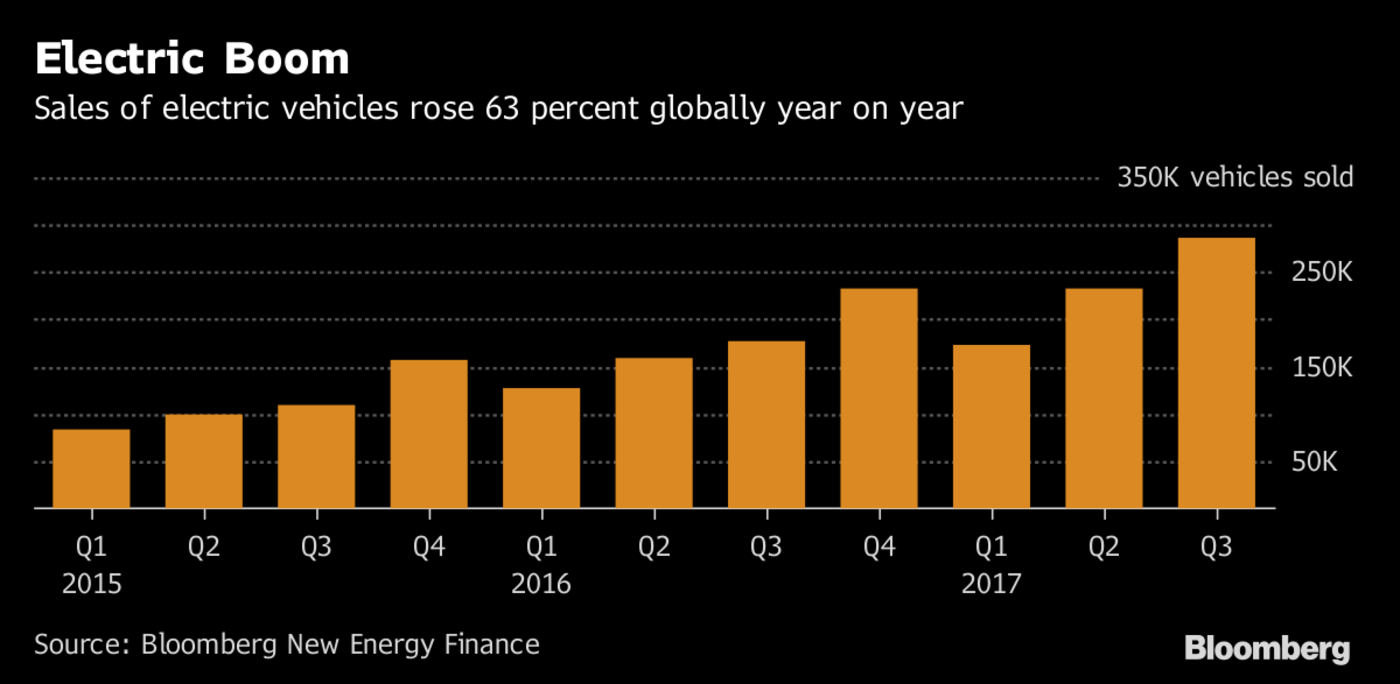 Electric Boom
Sales of electric vehicles rose 63 percent globally year on year
350K vehicles sold
250K
150K
50K
Q1 Q2 Q3 Q4 Q1 Q2 Q3 Q4 Q1 Q2 Q3
2015 2016 2017
Source: Bloomberg New Energy Finance
Bloomberg